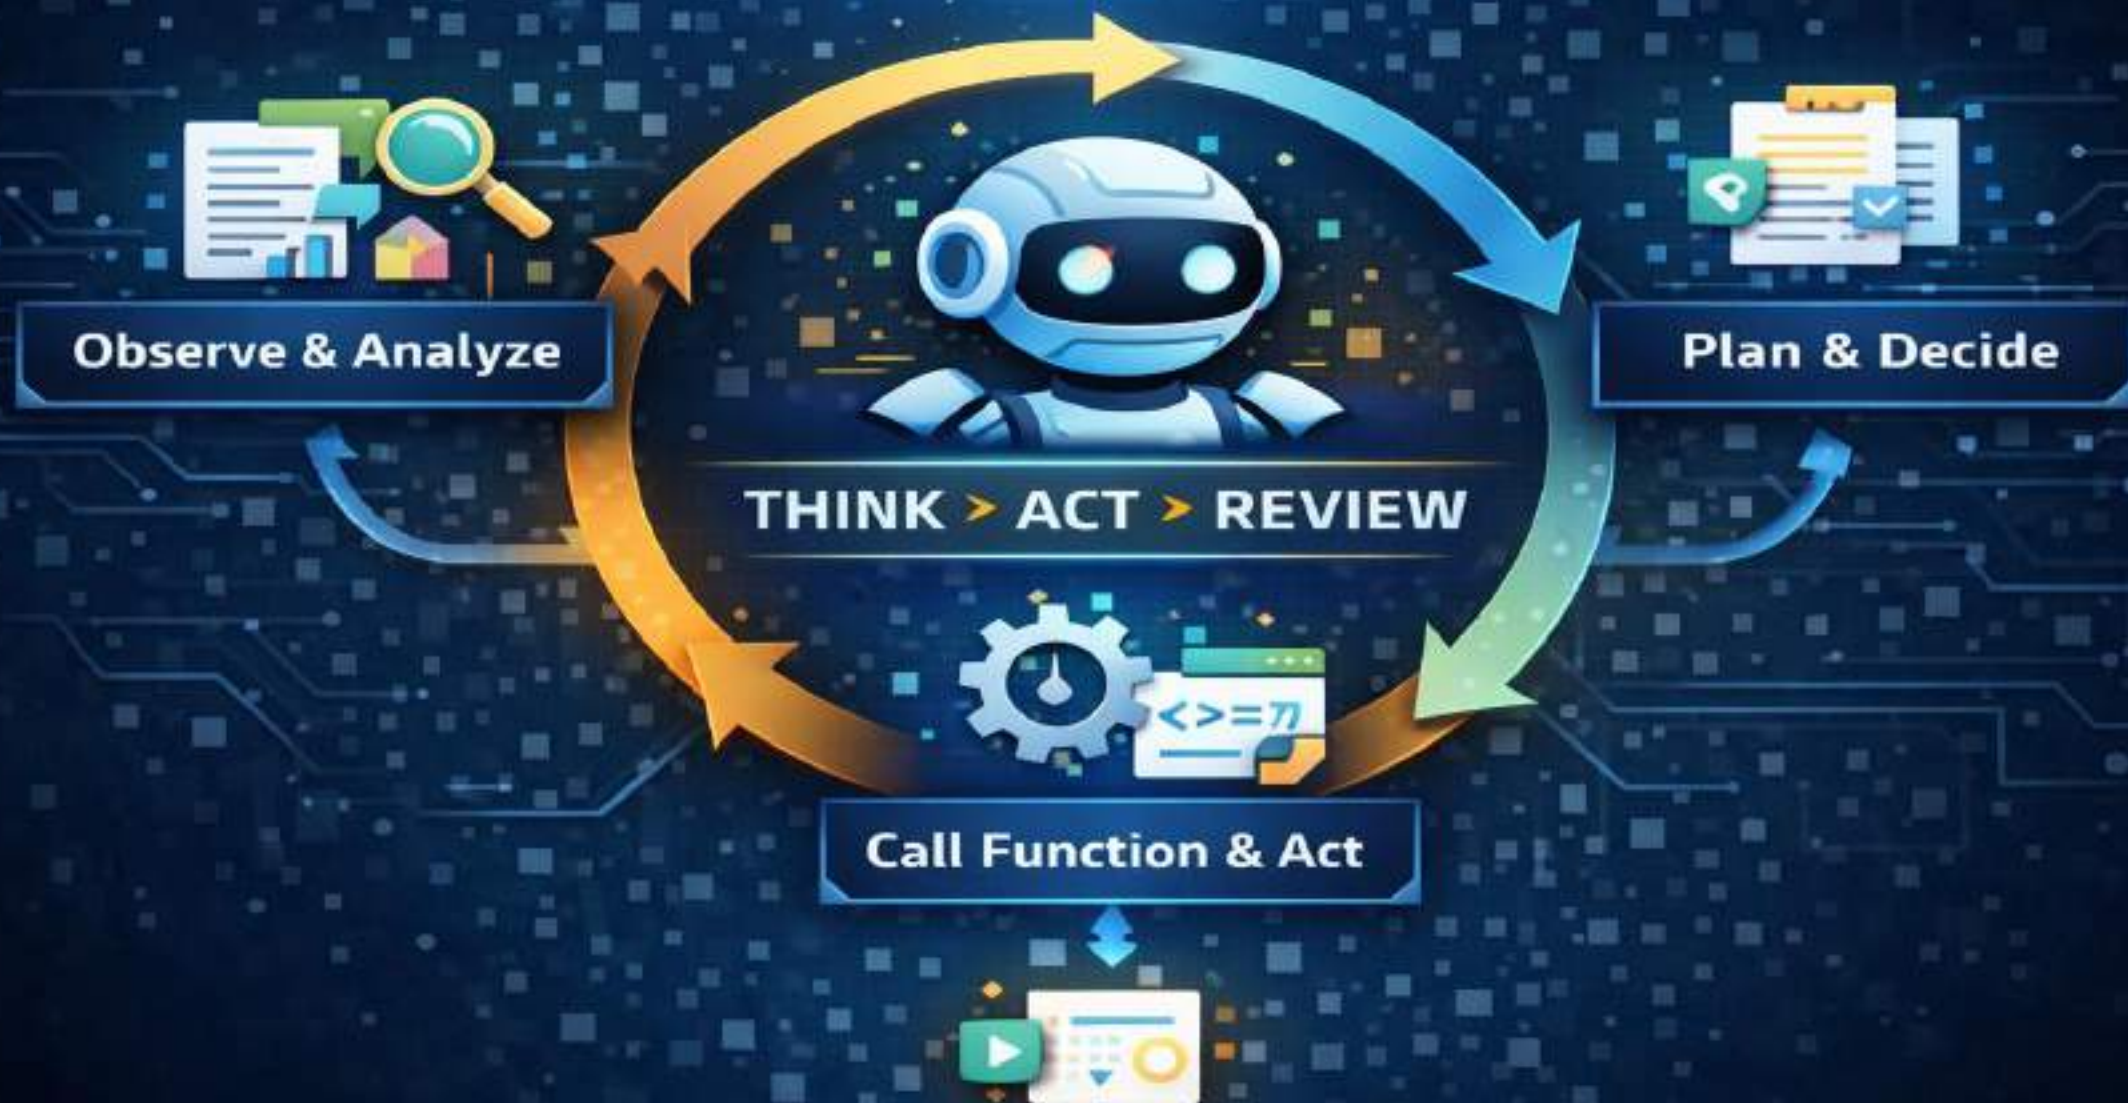 Observe & Analyze
Plan & Decide
THINK > ACT > REVIEW
Call Function & Act